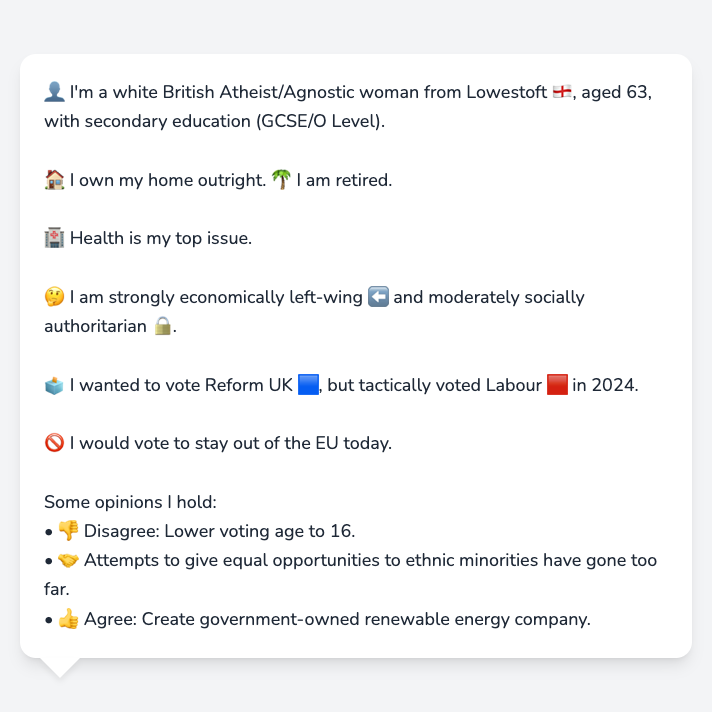 👤 I'm a white British Atheist/Agnostic woman from Lowestoft 🏴󠁧󠁢󠁥󠁮󠁧󠁿, aged 63,
with secondary education (GCSE/O Level).
🏠 I own my home outright. 🌴 I am retired.
🏥 Health is my top issue.
🤔 I am strongly economically left-wing ⬅️ and moderately socially
authoritarian 🔒.
🗳️ I wanted to vote Reform UK 🟦, but tactically voted Labour 🟥 in 2024.
🚫 I would vote to stay out of the EU today.
Some opinions I hold:
• 👎 Disagree: Lower voting age to 16.
• 🤝 Attempts to give equal opportunities to ethnic minorities have gone too
far.
• 👍 Agree: Create government-owned renewable energy company.